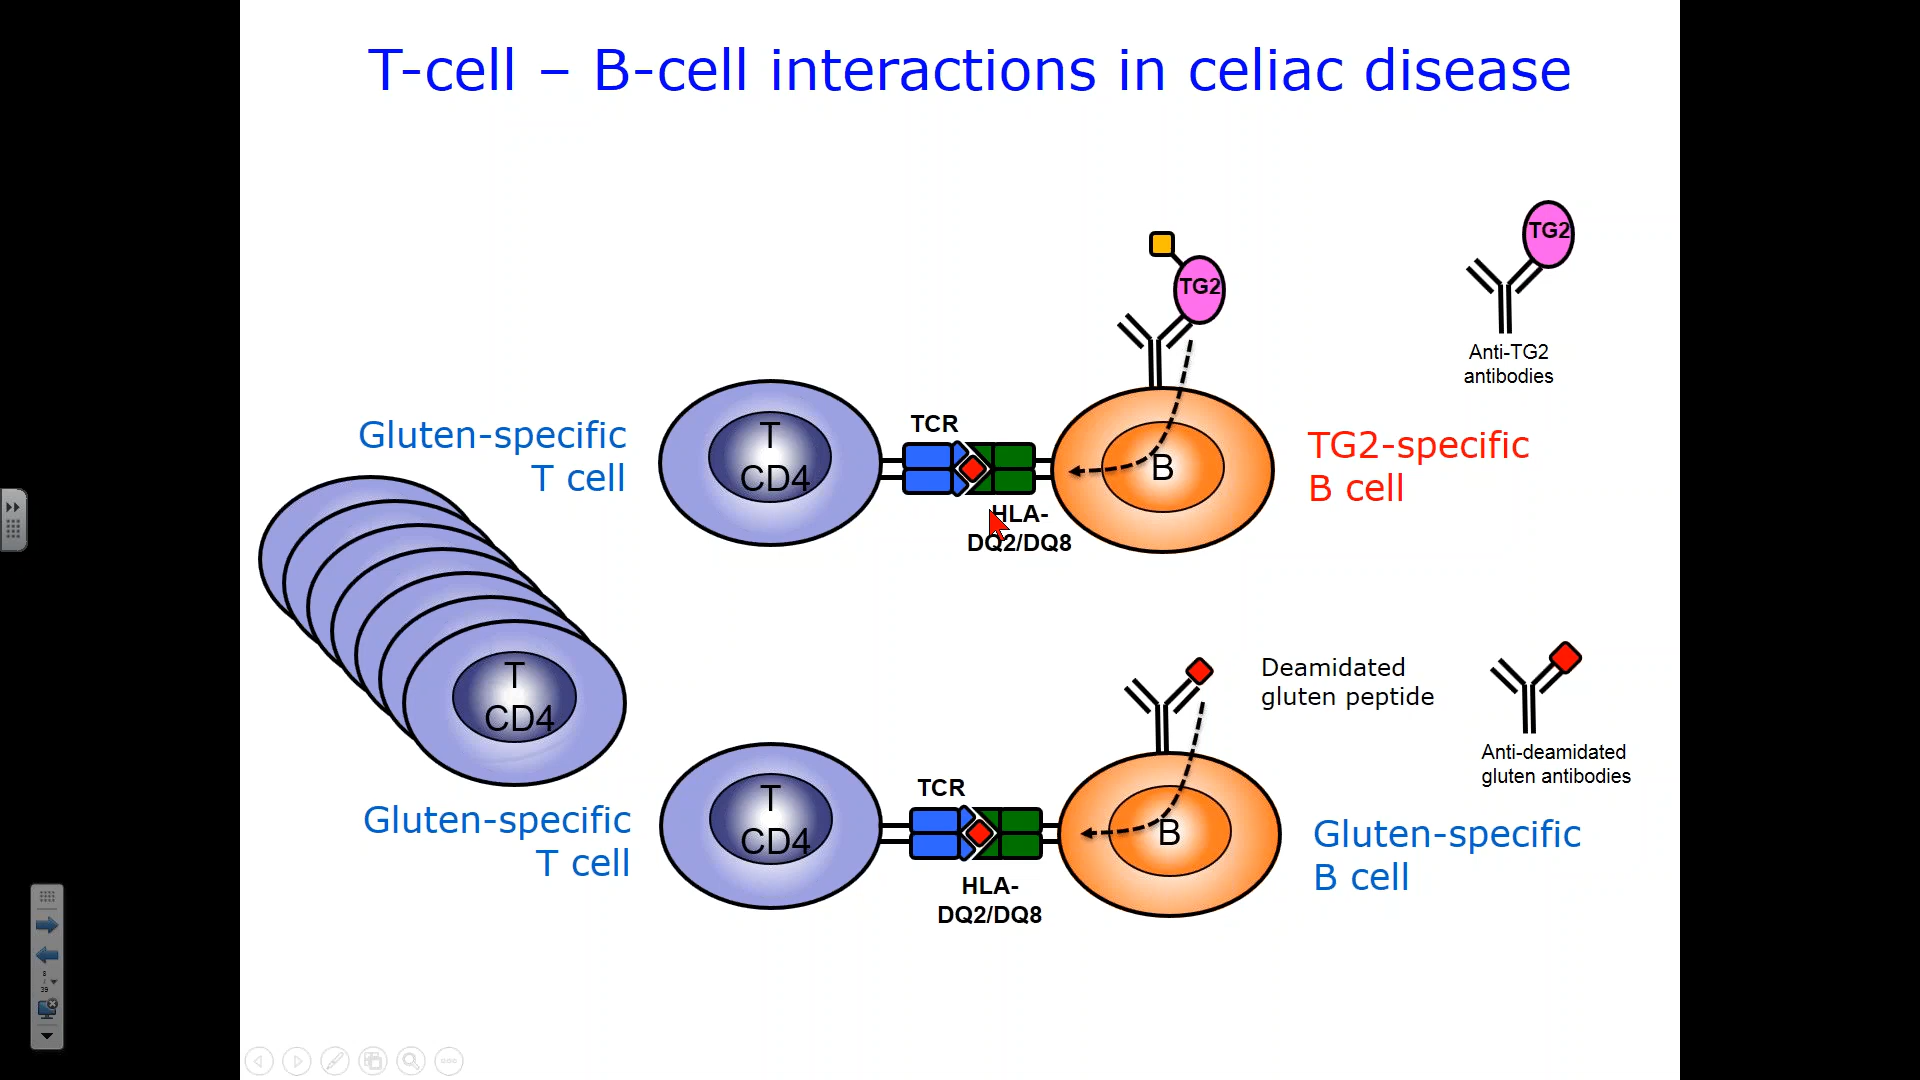 T-cell – B-cell interactions in celiac disease
TG2
TG2
Anti-TG2
antibodies
TCR
Gluten-specific
T cell
T
CD4
B
TG2-specific
B cell
HLA-
DQ2/DQ8
T
CD4
Deamidated
gluten peptide
Anti-deamidated
gluten antibodies
TCR
Gluten-specific
T cell
T
CD4
B
Gluten-specific
B cell
HLA-
DQ2/DQ8
8
39